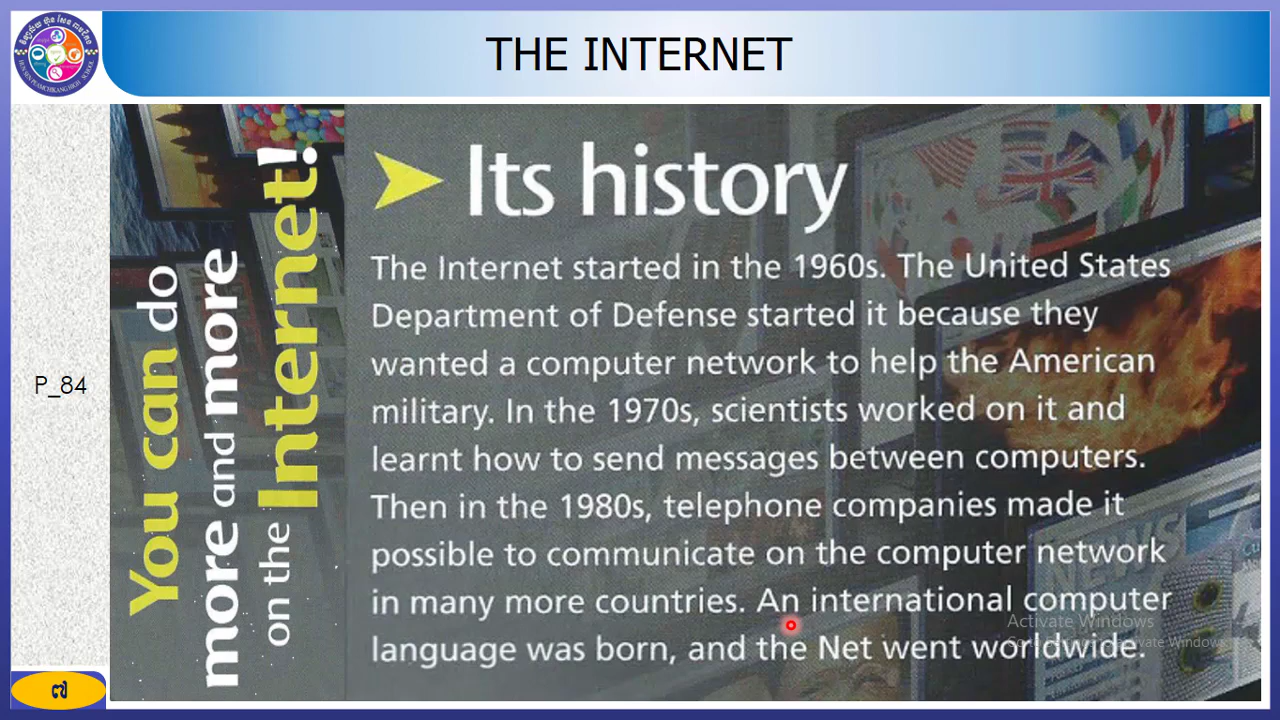 THE INTERNET
P_84
You can do
more and more
on the Internet!
Its history
The Internet started in the 1960s. The United States
Department of Defense started it because they
wanted a computer network to help the American
military. In the 1970s, scientists worked on it and
learnt how to send messages between computers.
Then in the 1980s, telephone companies made it
possible to communicate on the computer network
in many more countries. An international computer
language was born, and the Net went worldwide.
Activate Windows
៧